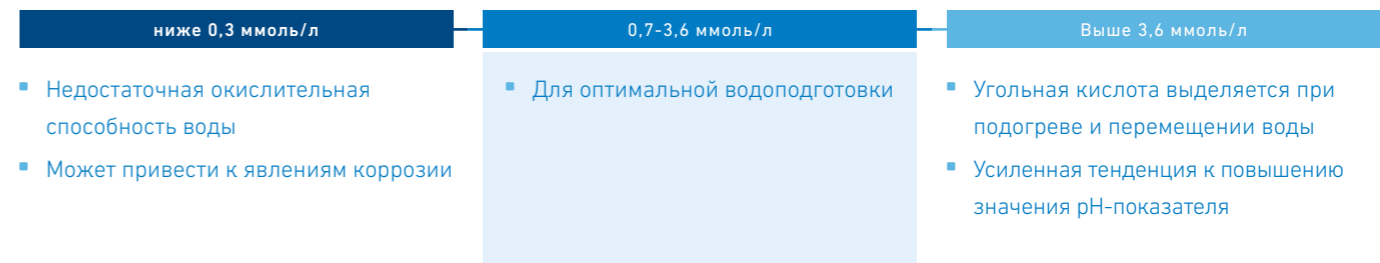 ниже 0,3 ммоль/л
Недостаточная окислительная
способность воды
Может привести к явлениям коррозии
0,7-3,6 ммоль/л
Для оптимальной водоподготовки
Выше 3,6 ммоль/л
Угольная кислота выделяется при
подогреве и перемещении воды
Усиленная тенденция к повышению
значения pH-показателя